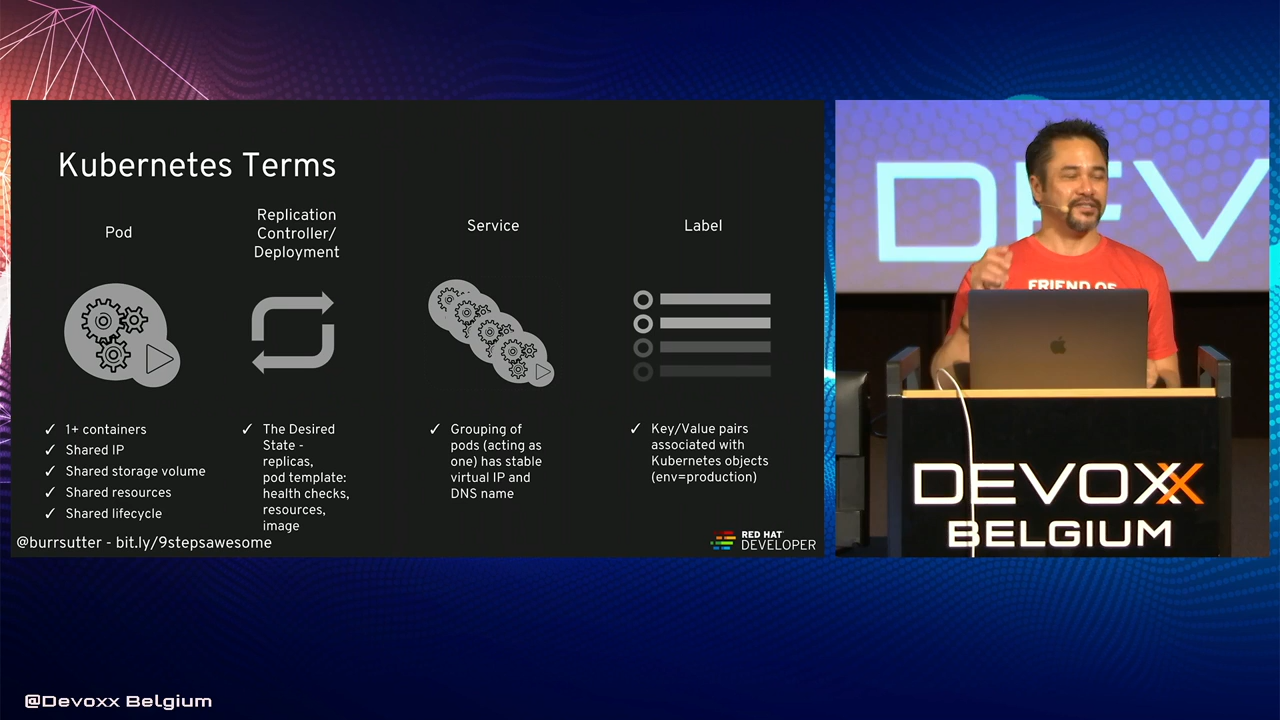 Kubernetes Terms
Pod
Replication
Controller/
Deployment
Service
Label
✓ 1+ containers
✓ Shared IP
✓ Shared storage volume
✓ Shared resources
✓ Shared lifecycle
✓ The Desired
State -
replicas,
pod template:
health checks,
resources,
image
✓ Grouping of
pods (acting as
one) has stable
virtual IP and
DNS name
✓ Key/Value pairs
associated with
Kubernetes objects
(env=production)
@burrsutter - bit.ly/9stepsawesome
RED HAT
DEVELOPER
DEV
FRIEND OF
DEVOXX
BELGIUM
@Devoxx Belgium